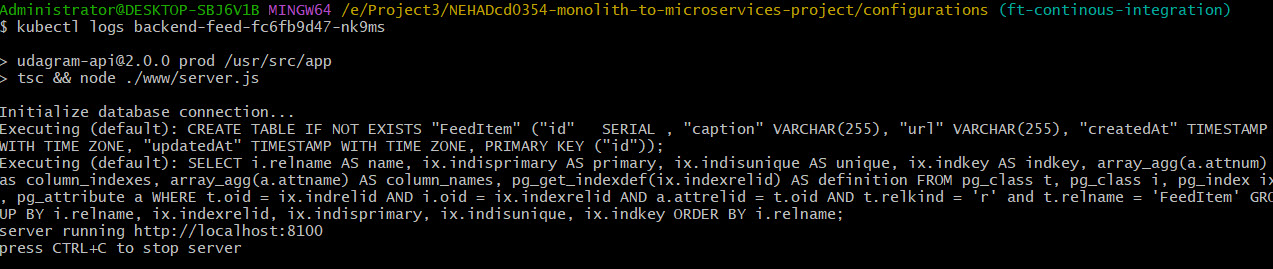 Administrator@DESKTOP-SBJ6V1B MINGW64 /e/Project3/NEHADcd0354-monolith-to-microservices-project/configurations (ft-continous-integration)
$ kubectl logs backend-feed-fc6fb9d47-nk9ms
> udagram-api@2.0.0 prod /usr/src/app
> tsc && node ./www/server.js
Initialize database connection...
Executing (default): CREATE TABLE IF NOT EXISTS "FeedItem" ("id"   SERIAL , "caption" VARCHAR(255), "url" VARCHAR(255), "createdAt" TIMESTAMP
WITH TIME ZONE, "updatedAt" TIMESTAMP WITH TIME ZONE, PRIMARY KEY ("id"));
Executing (default): SELECT i.relname AS name, ix.indisprimary AS primary, ix.indisunique AS unique, ix.indkey AS indkey, array_agg(a.attnum)
as column_indexes, array_agg(a.attname) AS column_names, pg_get_indexdef(ix.indexrelid) AS definition FROM pg_class t, pg_class i, pg_index ix
, pg_attribute a WHERE t.oid = ix.indrelid AND i.oid = ix.indexrelid AND a.attrelid = t.oid AND t.relkind = 'r' and t.relname = 'FeedItem' GRO
UP BY i.relname, ix.indexrelid, ix.indisprimary, ix.indisunique, ix.indkey ORDER BY i.relname;
server running http://localhost:8100
press CTRL+C to stop server